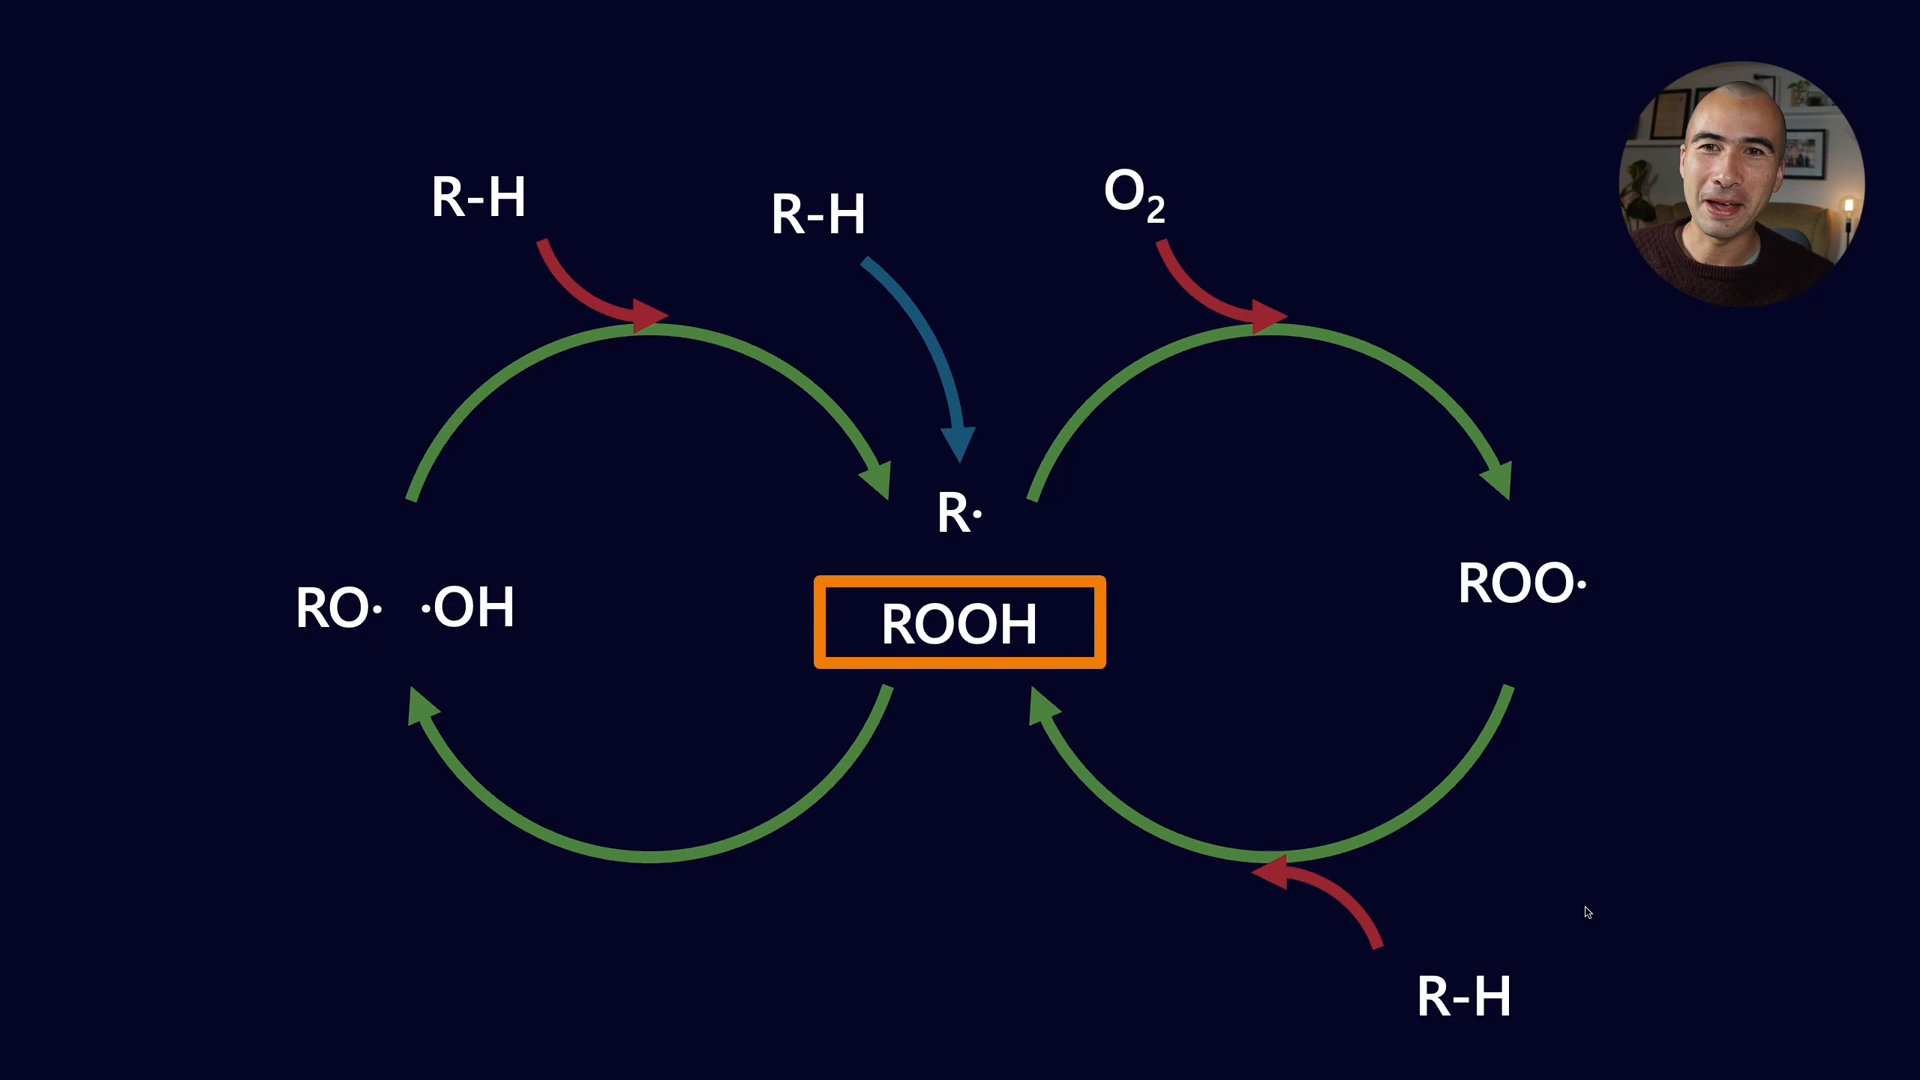 R-H
R-H
O₂
R·
RO· ·OH
ROOH
ROO·
R-H